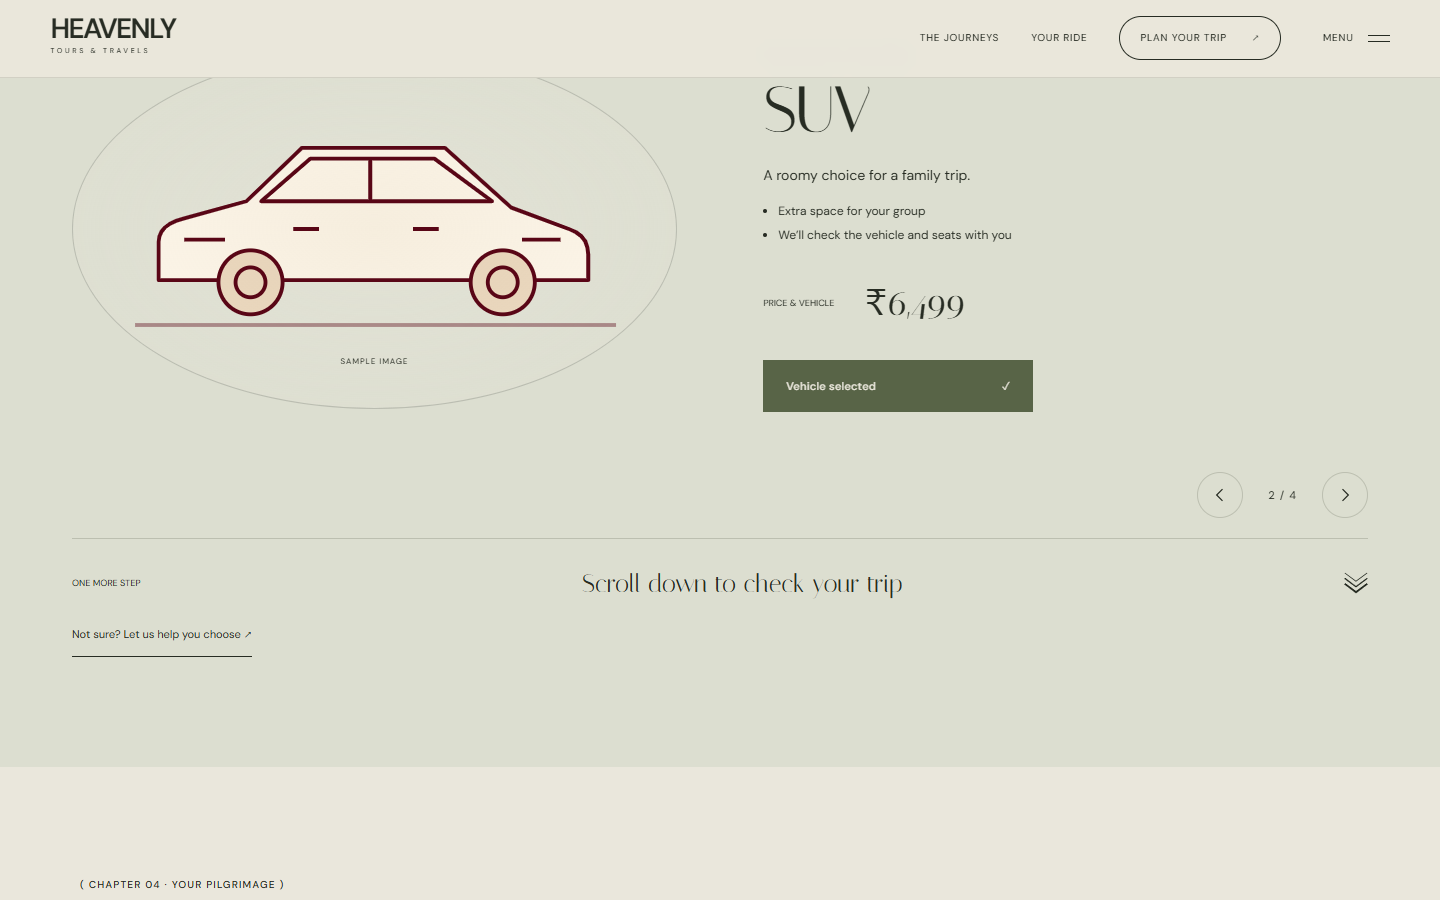 HEAVENLY
TOURS & TRAVELS
THE JOURNEYS
YOUR RIDE
PLAN YOUR TRIP ↗
MENU
SUV
A roomy choice for a family trip.
• Extra space for your group
• We'll check the vehicle and seats with you
PRICE & VEHICLE
₹6,499
SAMPLE IMAGE
Vehicle selected ✓
2 / 4
ONE MORE STEP
Scroll down to check your trip
Not sure? Let us help you choose ↗
( CHAPTER 04 · YOUR PILGRIMAGE )